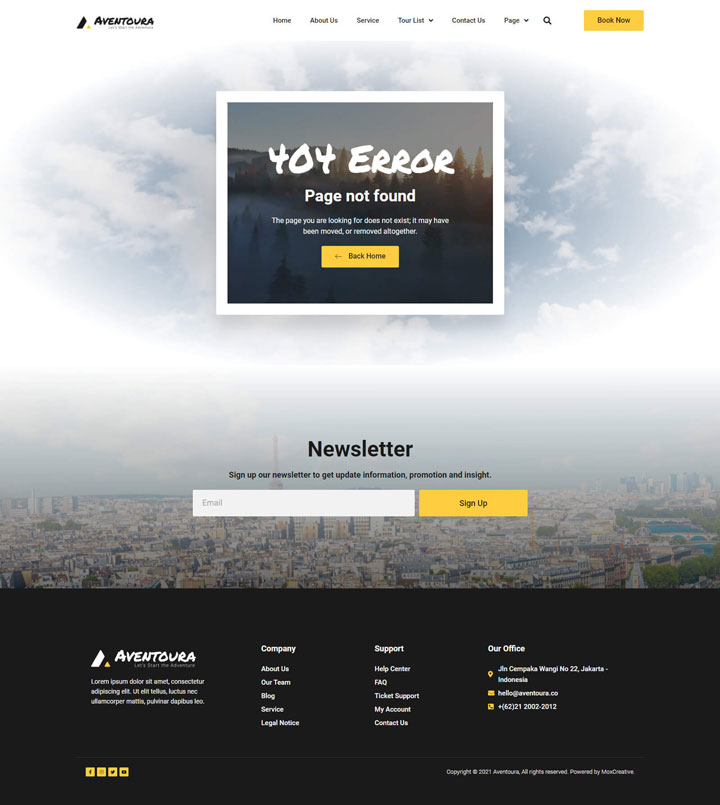 AVENTOURA
Let's Start the Adventure
Home About Us Service Tour List Contact Us Page Book Now
404 ERROR
Page not found
The page you are looking for does not exist; it may have
been moved, or removed altogether.
Back Home
Newsletter
Sign up our newsletter to get update information, promotion and insight.
Email Sign Up
AVENTOURA
Let's Start the Adventure
Lorem ipsum dolor sit amet, consectetur
adipiscing elit. Ut elit tellus, luctus nec
ullamcorper mattis, pulvinar dapibus leo.
Company
About Us
Our Team
Blog
Service
Legal Notice
Support
Help Center
FAQ
Ticket Support
My Account
Contact Us
Our Office
Jln Cempaka Wangi No 22, Jakarta -
Indonesia
hello@aventoura.co
+(62)21 2002-2012
Copyright © 2021 Aventoura, All rights reserved. Powered by MoxCreative.